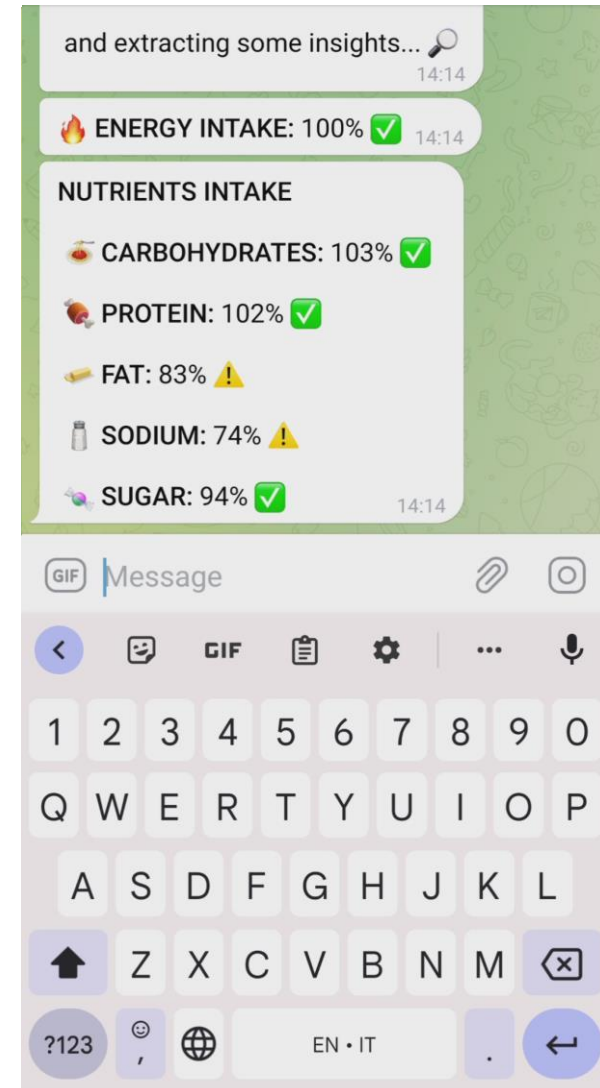 and extracting some insights... 🔎
14:14
🔥 ENERGY INTAKE: 100% ✅ 14:14
NUTRIENTS INTAKE
🍝 CARBOHYDRATES: 103% ✅
🍖 PROTEIN: 102% ✅
🧈 FAT: 83% ⚠️
🧂 SODIUM: 74% ⚠️
🍬 SUGAR: 94% ✅ 14:14
GIF Message
GIF
1 2 3 4 5 6 7 8 9 0
Q W E R T Y U I O P
A S D F G H J K L
Z X C V B N M
?123 , EN • IT .